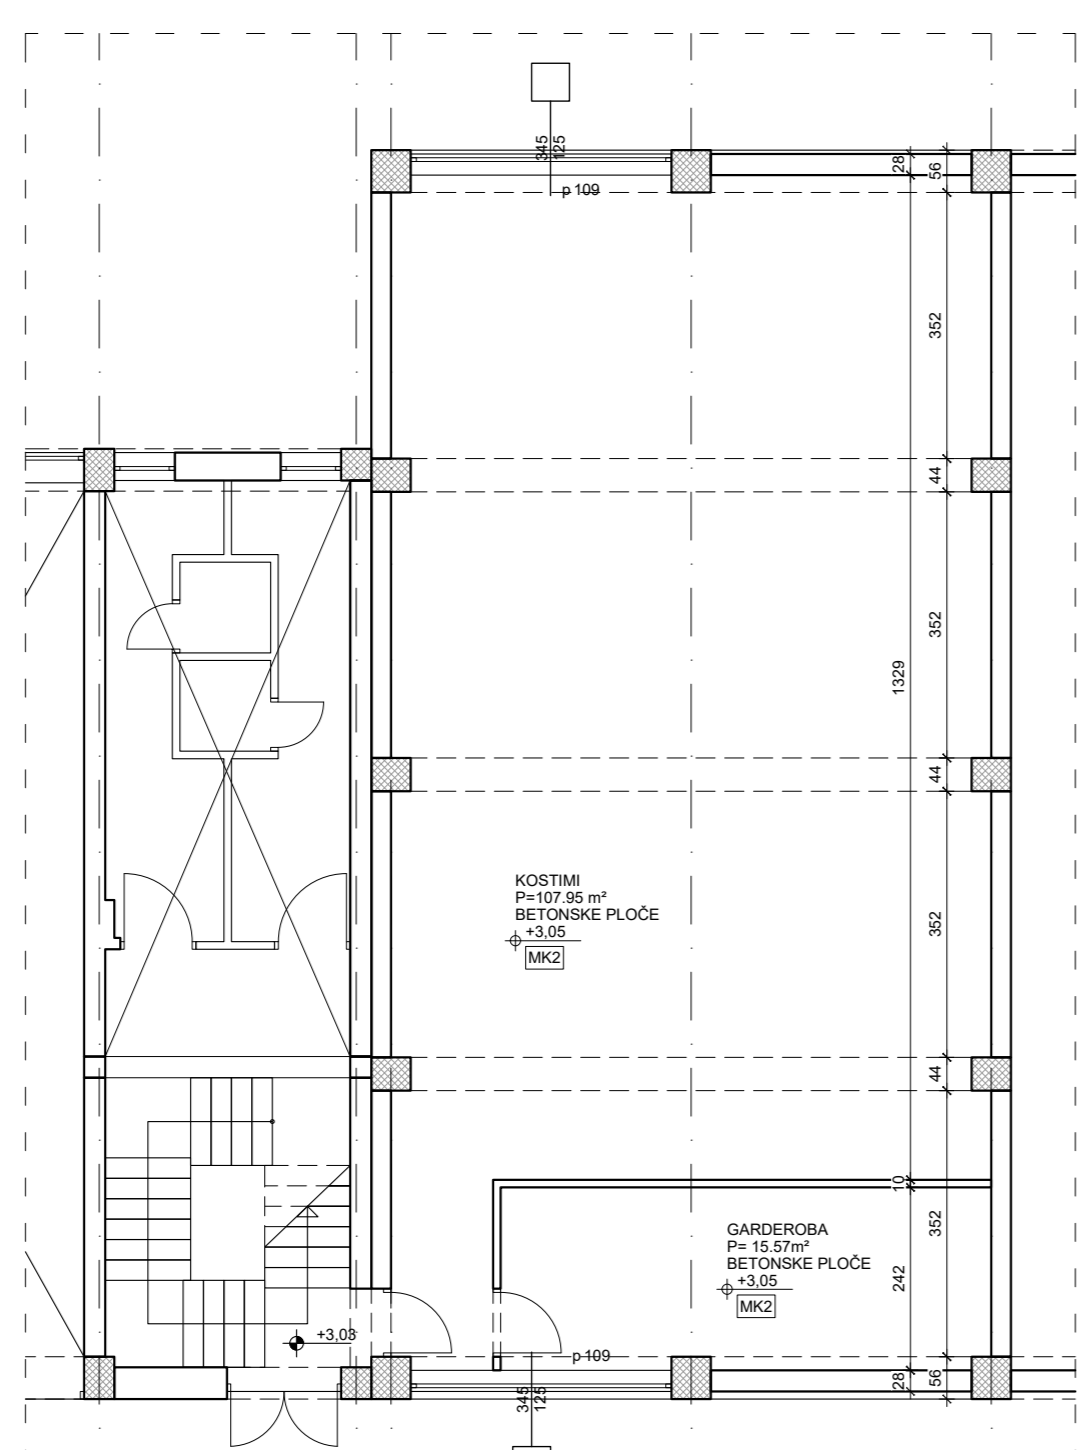 345
125
p 109
28
56
352
44
352
1329
44
KOSTIMI
P=107.95 m²
BETONSKE PLOČE
+3,05
MK2
352
44
10
352
GARDEROBA
P= 15.57m²
BETONSKE PLOČE
+3,05
MK2
242
+3,03
p 109
345
125
28
56